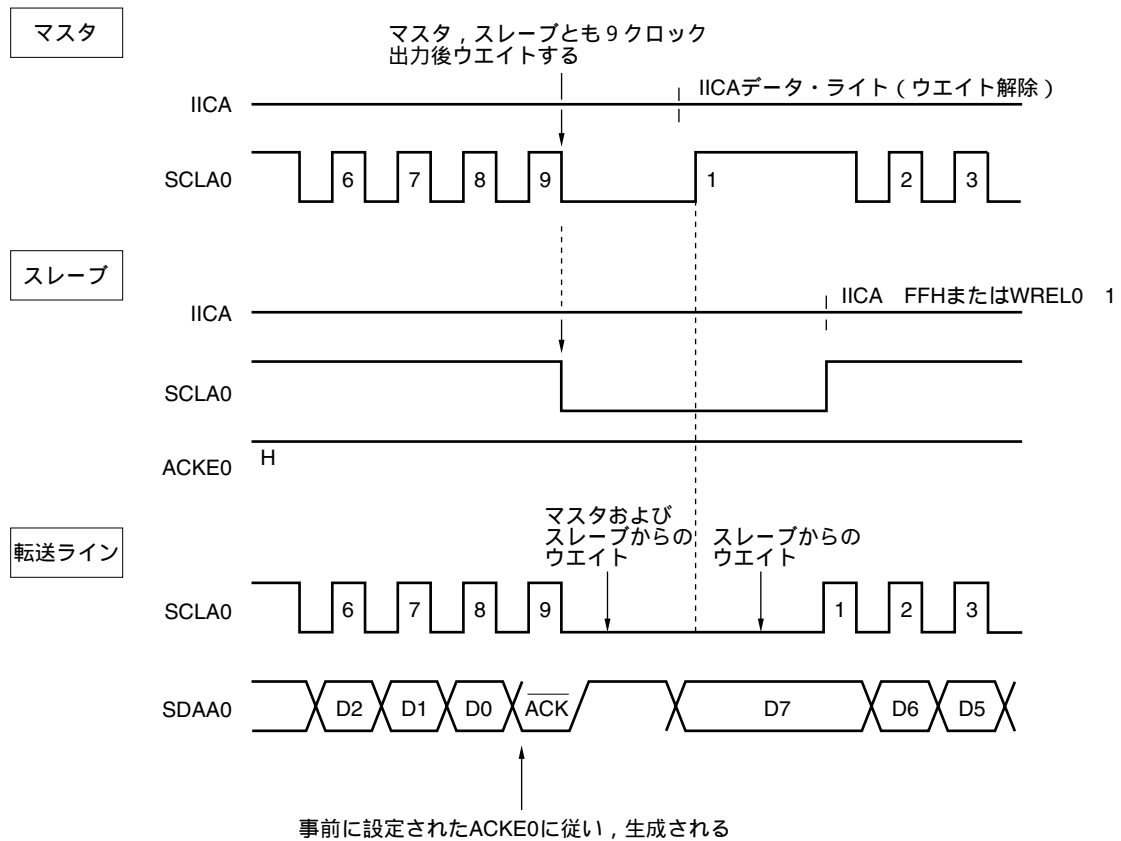 マスタ
マスタ，スレーブとも９クロック
出力後ウエイトする
IICA
IICAデータ・ライト（ウエイト解除）
SCLA0
6 7 8 9 1 2 3
スレーブ
IICA
IICA FFHまたはWREL0 1
SCLA0
ACKE0
H
転送ライン
マスタおよび
スレーブからの
ウエイト
スレーブからの
ウエイト
SCLA0
6 7 8 9 1 2 3
SDAA0
D2 D1 D0 ACK D7 D6 D5
事前に設定されたACKE0に従い，生成される